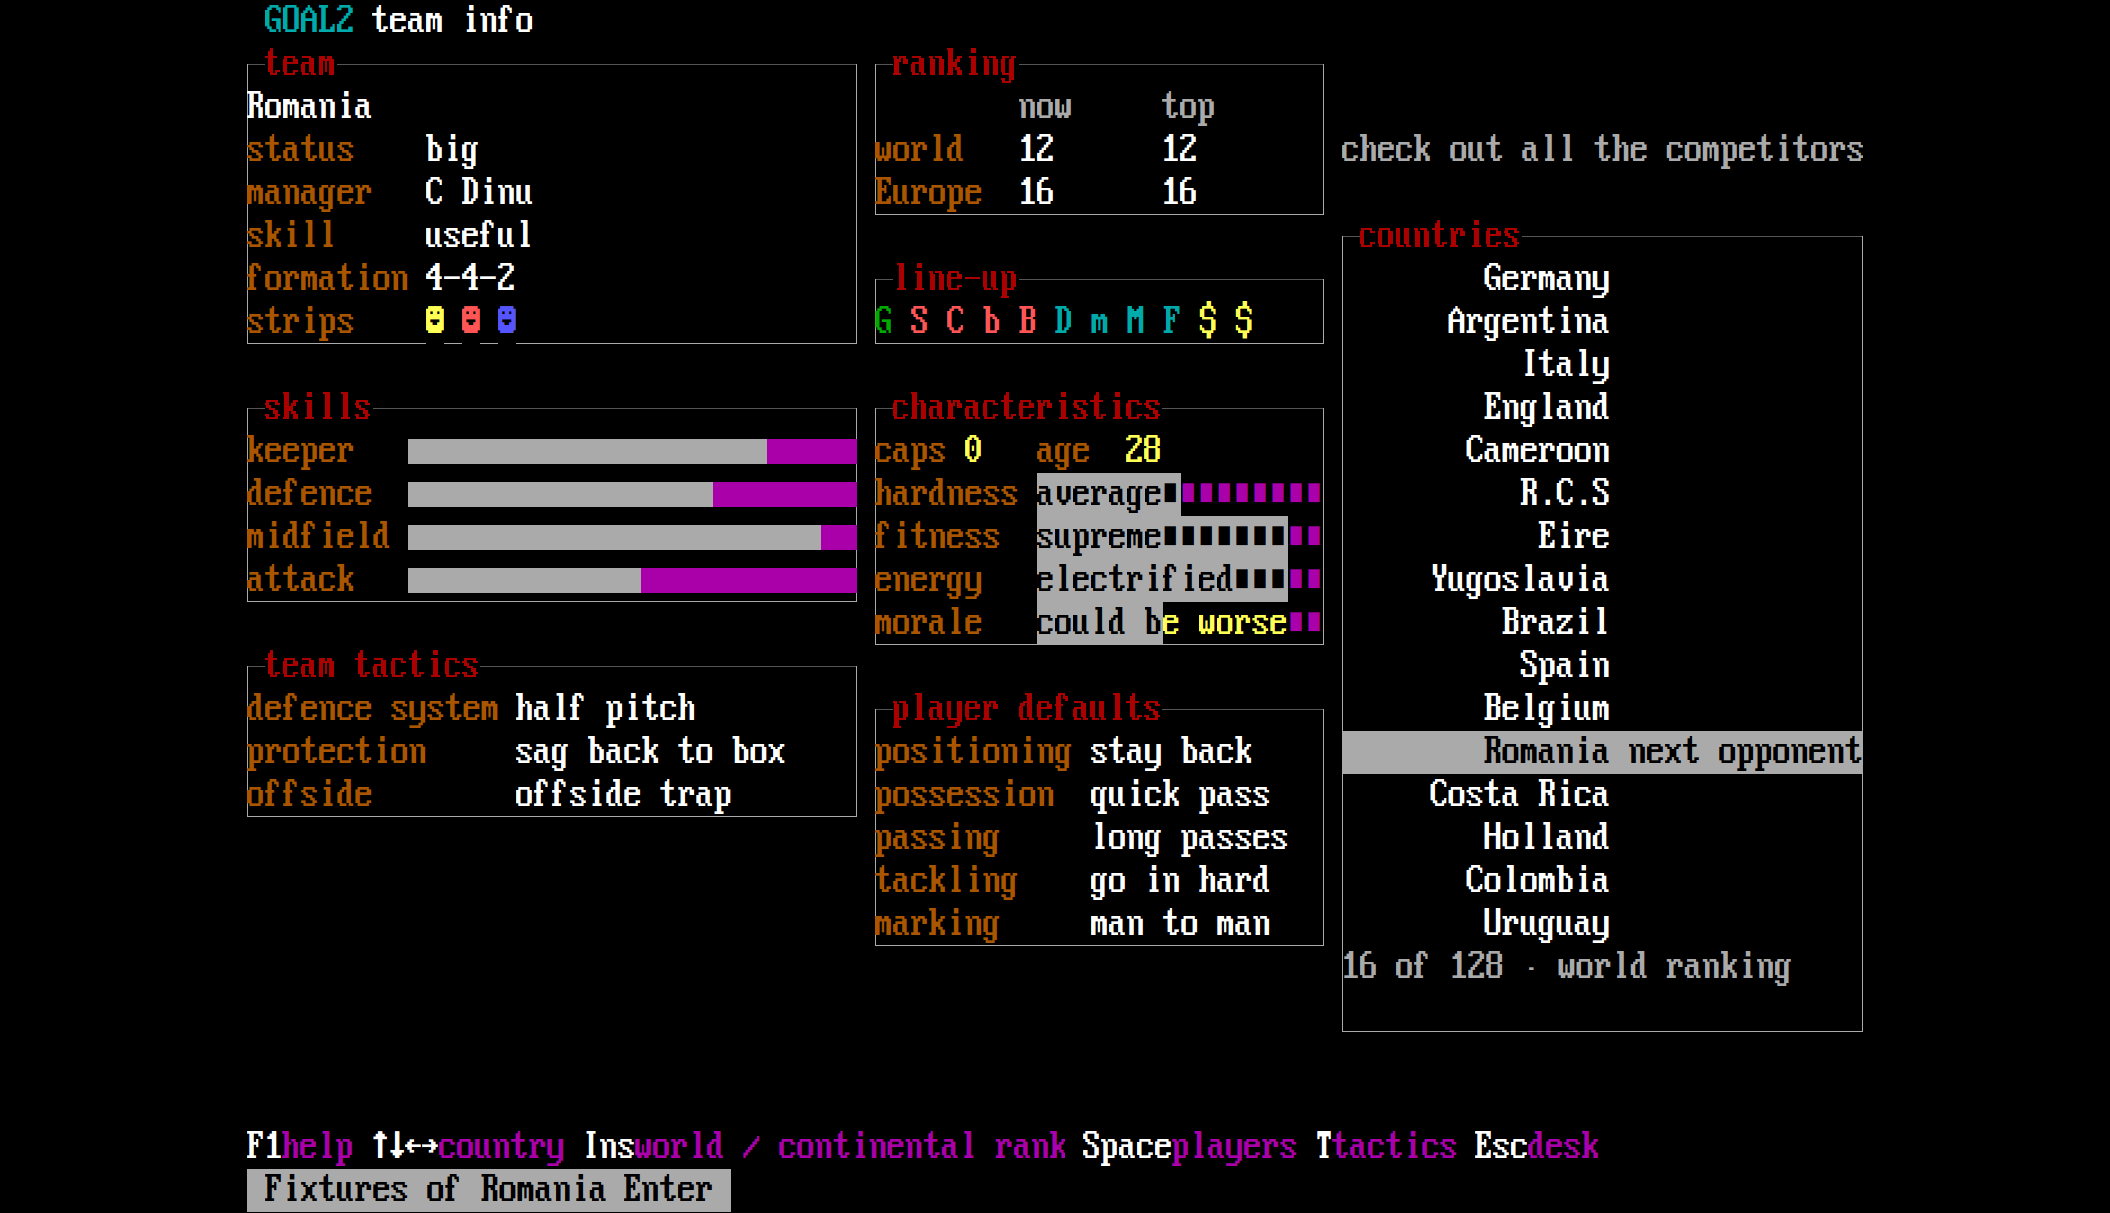 GOAL2 team info
team
Romania
status big
manager C Dinu
skill useful
formation 4-4-2
strips
skills
keeper
defence
midfield
attack
team tactics
defence system half pitch
protection sag back to box
offside offside trap
ranking
now top
world 12 12
Europe 16 16
line-up
G S C b B D m M F $ $
characteristics
caps 0 age 28
hardness average
fitness supreme
energy electrified
morale could be worse
player defaults
positioning stay back
possession quick pass
passing long passes
tackling go in hard
marking man to man
check out all the competitors
countries
Germany
Argentina
Italy
England
Cameroon
R.C.S
Eire
Yugoslavia
Brazil
Spain
Belgium
Romania next opponent
Costa Rica
Holland
Colombia
Uruguay
16 of 128 · world ranking
F1help ↑↓←→country Insworld / continental rank Spaceplayers Ttactics Escdesk
Fixtures of Romania Enter